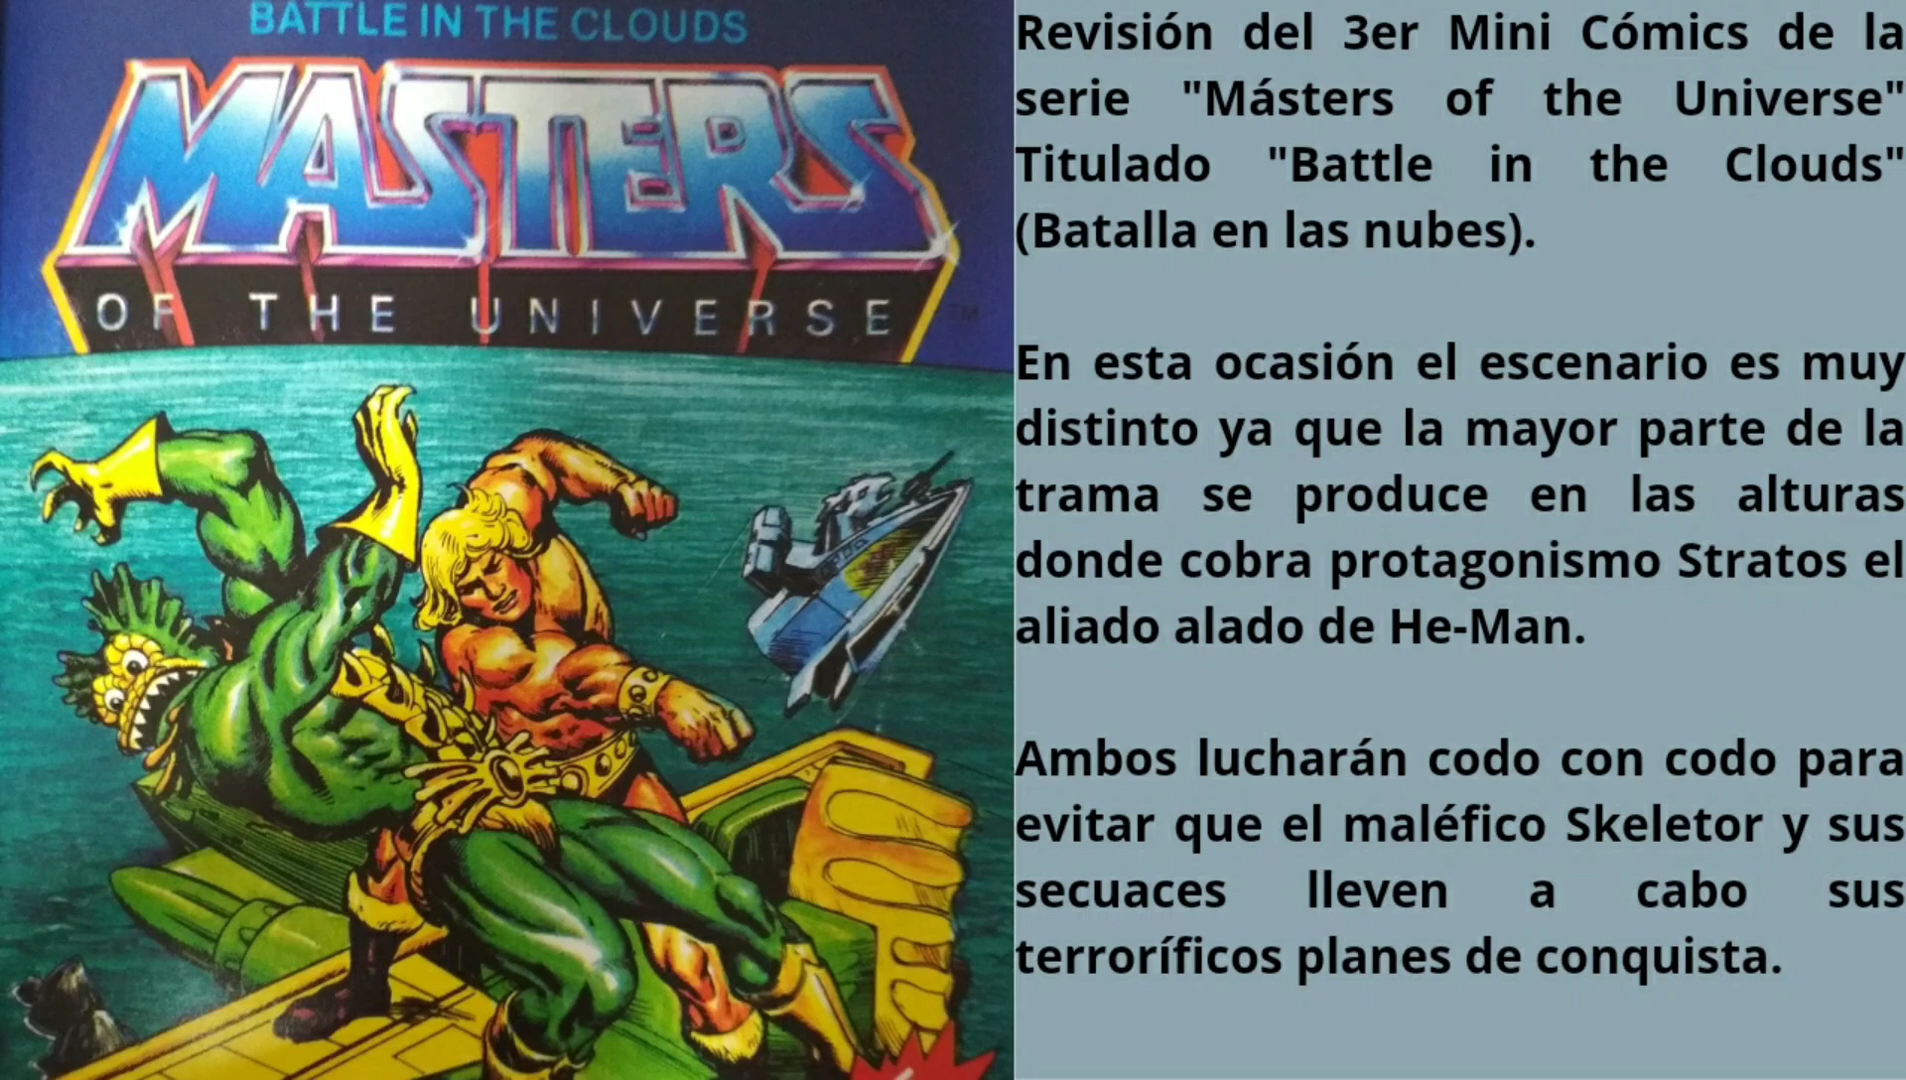 BATTLE IN THE CLOUDS
MASTERS
OF THE UNIVERSE
TM
Revisión del 3er Mini Cómics de la
serie "Másters of the Universe"
Titulado "Battle in the Clouds"
(Batalla en las nubes).
En esta ocasión el escenario es muy
distinto ya que la mayor parte de la
trama se produce en las alturas
donde cobra protagonismo Stratos el
aliado alado de He-Man.
Ambos lucharán codo con codo para
evitar que el maléfico Skeletor y sus
secuaces lleven a cabo sus
terroríficos planes de conquista.